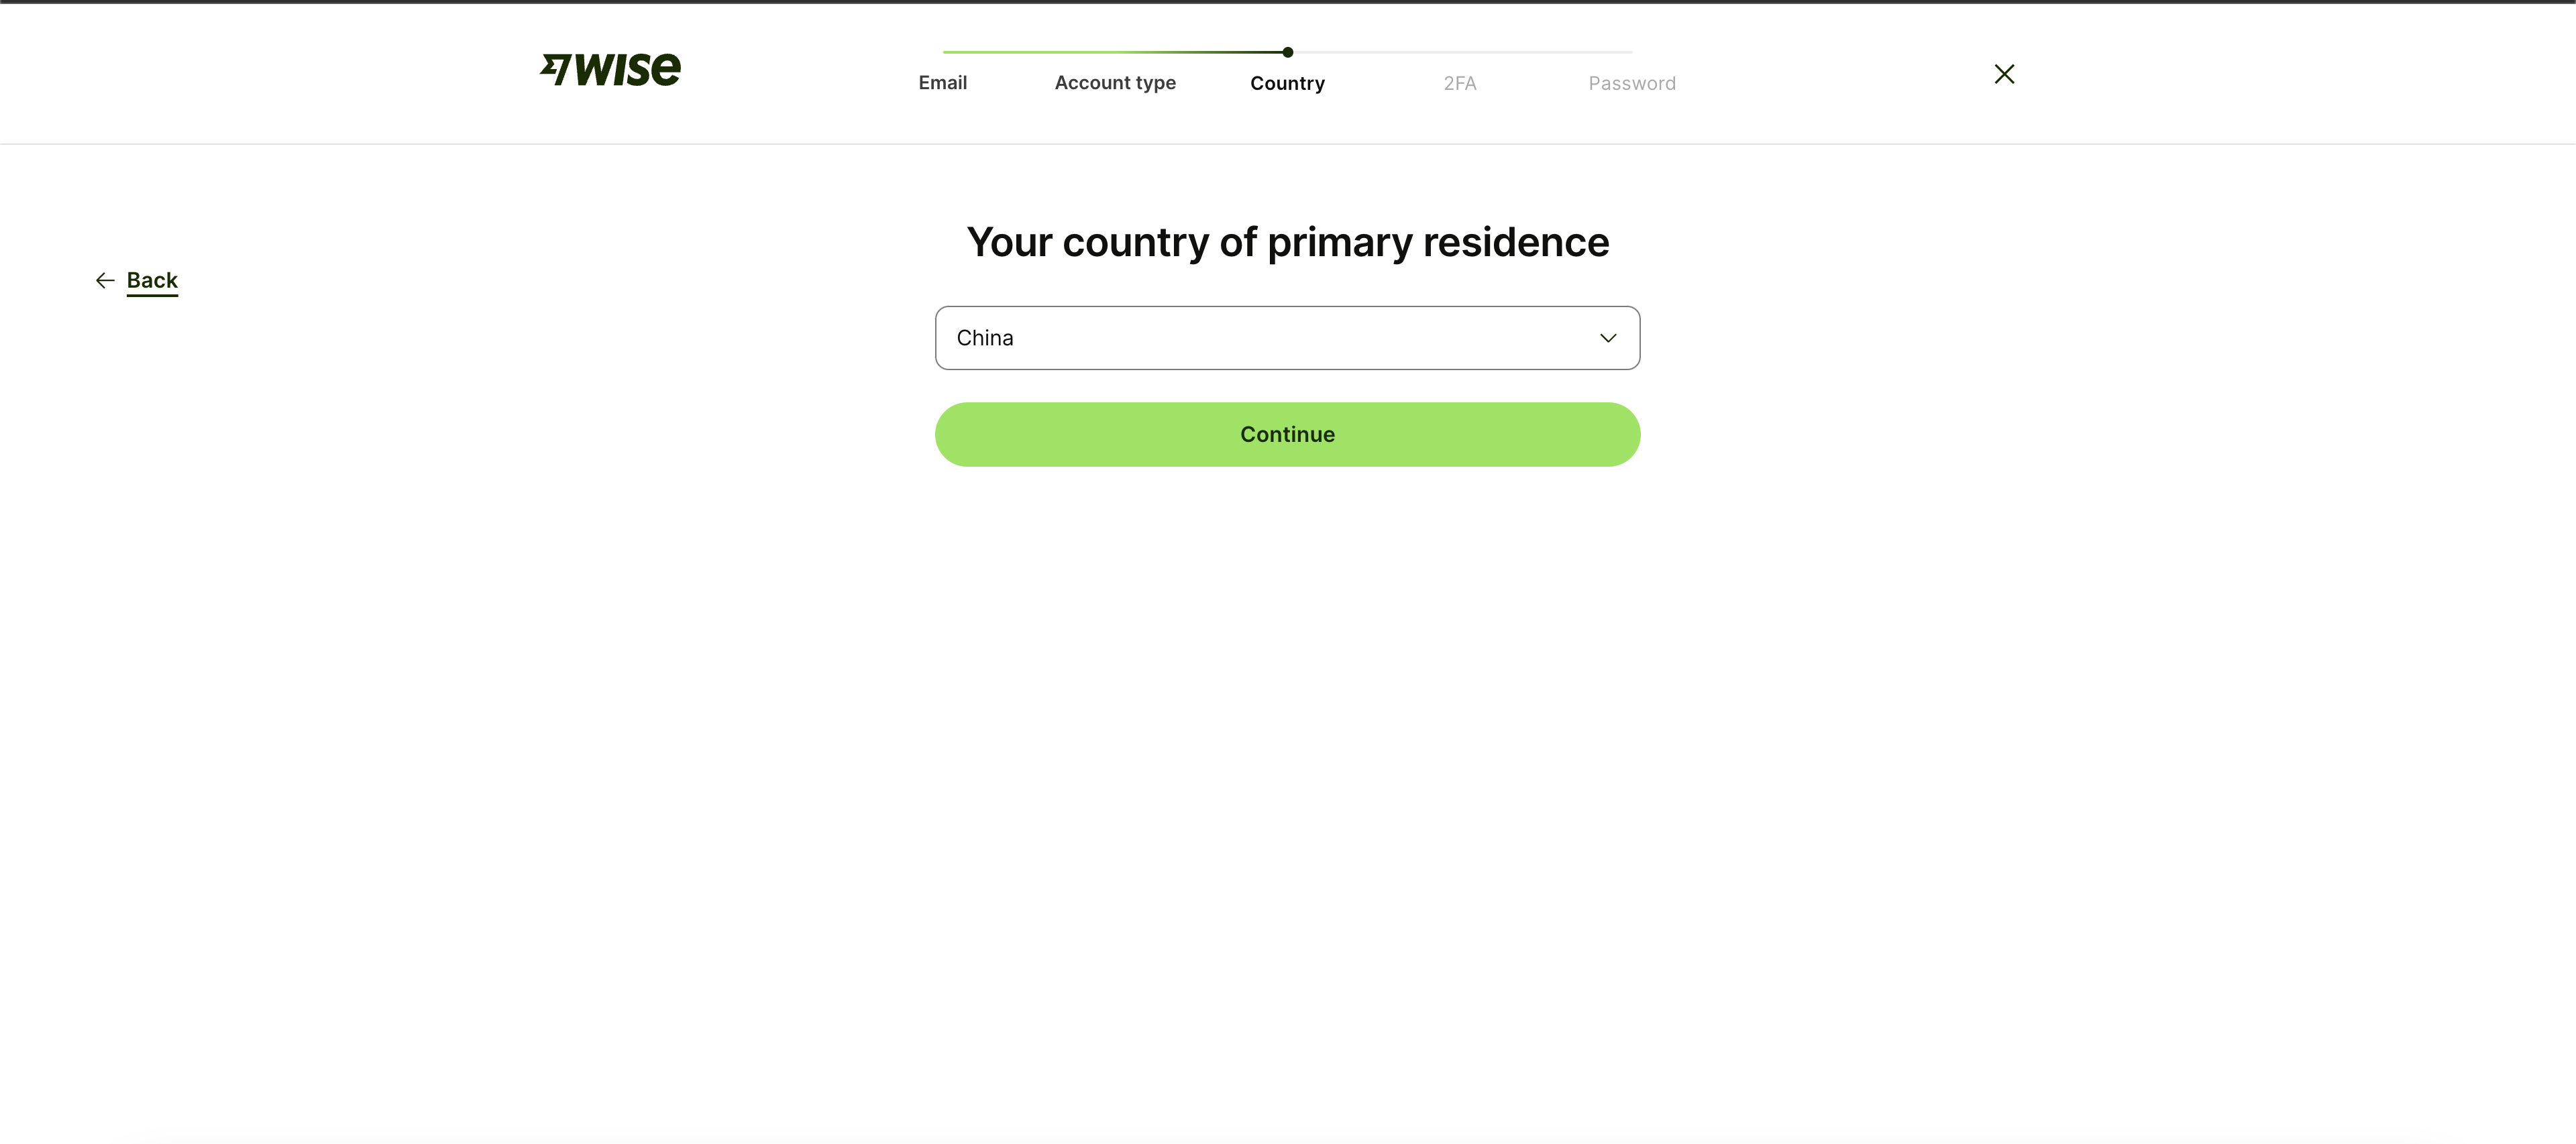 WISE
Email
Account type
Country
2FA
Password
Your country of primary residence
Back
China
Continue